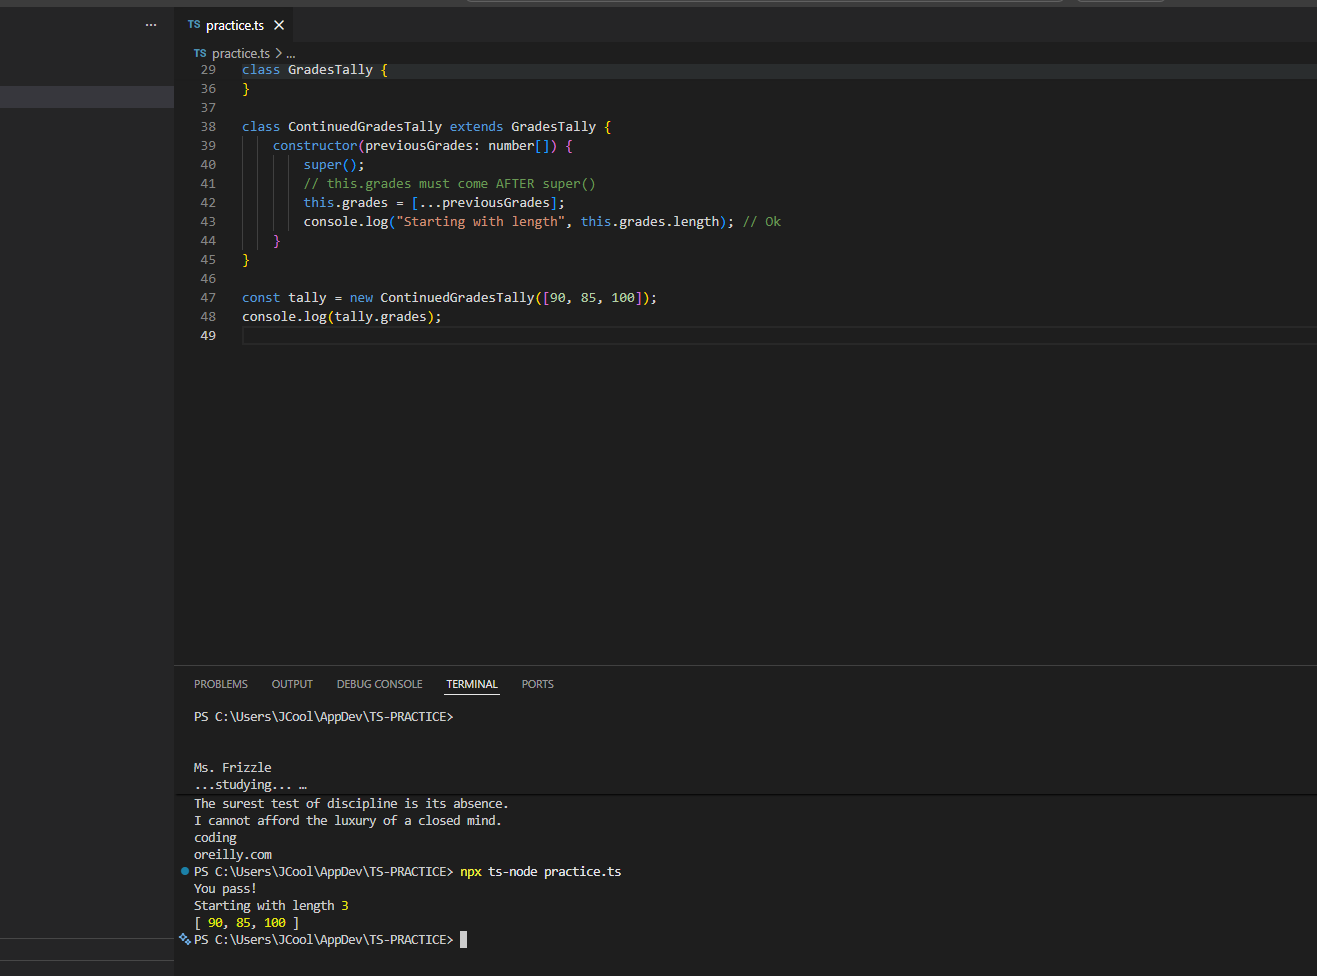 ...
TS practice.ts ×
TS practice.ts > ...
29 class GradesTally {
36 }
37
38 class ContinuedGradesTally extends GradesTally {
39 constructor(previousGrades: number[]) {
40 super();
41 // this.grades must come AFTER super()
42 this.grades = [...previousGrades];
43 console.log("Starting with length", this.grades.length); // Ok
44 }
45 }
46
47 const tally = new ContinuedGradesTally([90, 85, 100]);
48 console.log(tally.grades);
49
PROBLEMS OUTPUT DEBUG CONSOLE TERMINAL PORTS
PS C:\Users\JCool\AppDev\TS-PRACTICE>
Ms. Frizzle
...studying... …
The surest test of discipline is its absence.
I cannot afford the luxury of a closed mind.
coding
oreilly.com
PS C:\Users\JCool\AppDev\TS-PRACTICE> npx ts-node practice.ts
You pass!
Starting with length 3
[ 90, 85, 100 ]
PS C:\Users\JCool\AppDev\TS-PRACTICE>